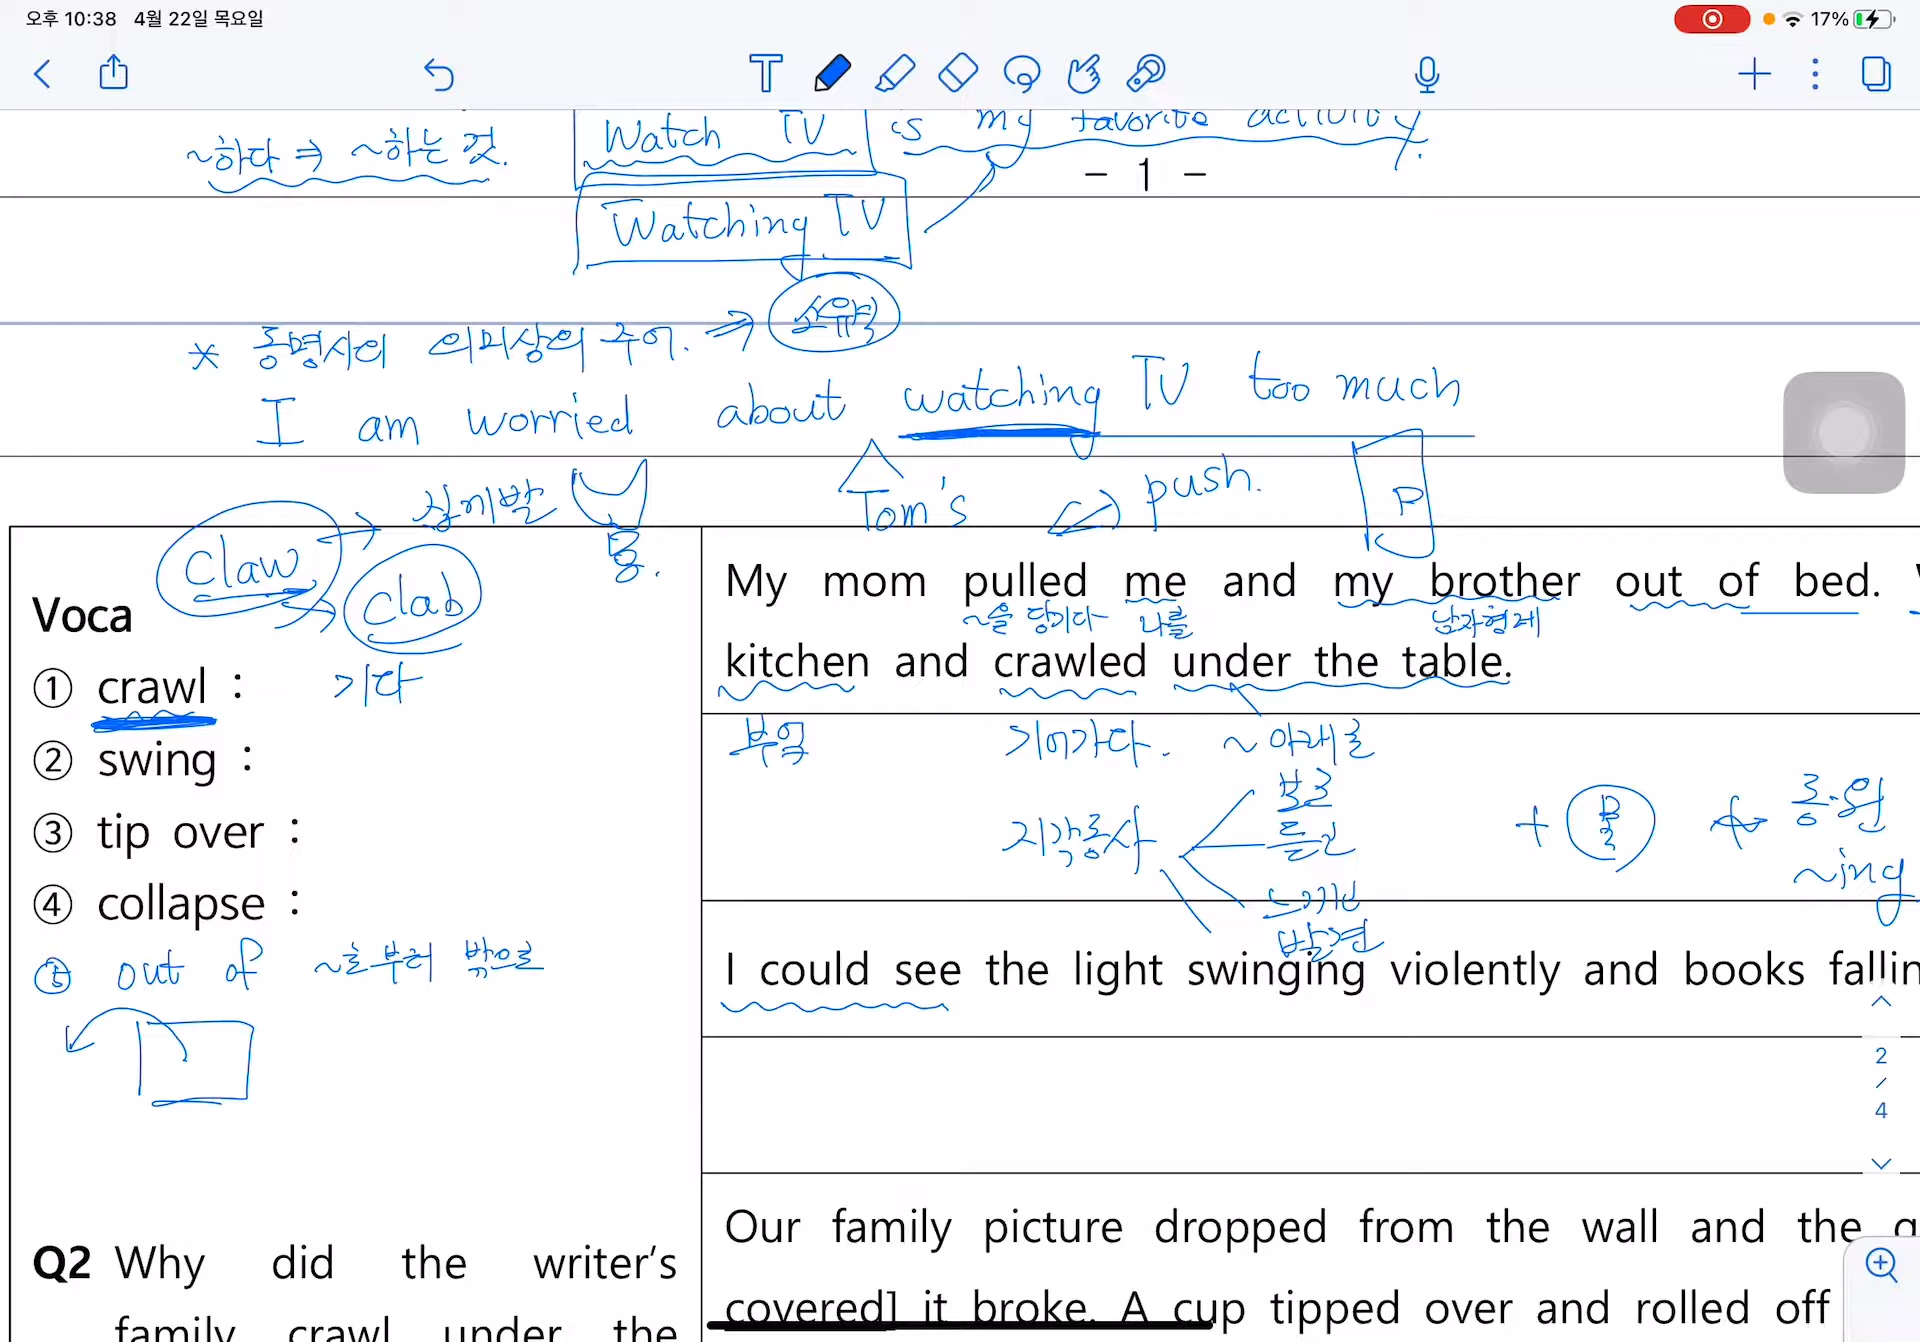 오후 10:38 4월 22일 목요일
17%
~하다 ⇒ ~하는 것.
Watch TV is my favorite activity.
- 1 -
Watching TV
* 동명사의 의미상의 주어. ⇒ 소유격
I am worried about watching TV too much
Tom's ↔ push. P
claw → 집게발
clab
Voca
① crawl : 기다
② swing :
③ tip over :
④ collapse :
⑤ out of ~로부터 밖으로
Q2 Why did the writer's
family crawl under the
My mom pulled me and my brother out of bed.
~을 당기다 나를 남자형제
kitchen and crawled under the table.
부엌 기어가다. ~아래로
지각동사 보고 듣고 느끼고 발견
+ ↔ 동.원
~ing
I could see the light swinging violently and books fallin
2
/
4
Our family picture dropped from the wall and the g
covered] it broke. A cup tipped over and rolled off